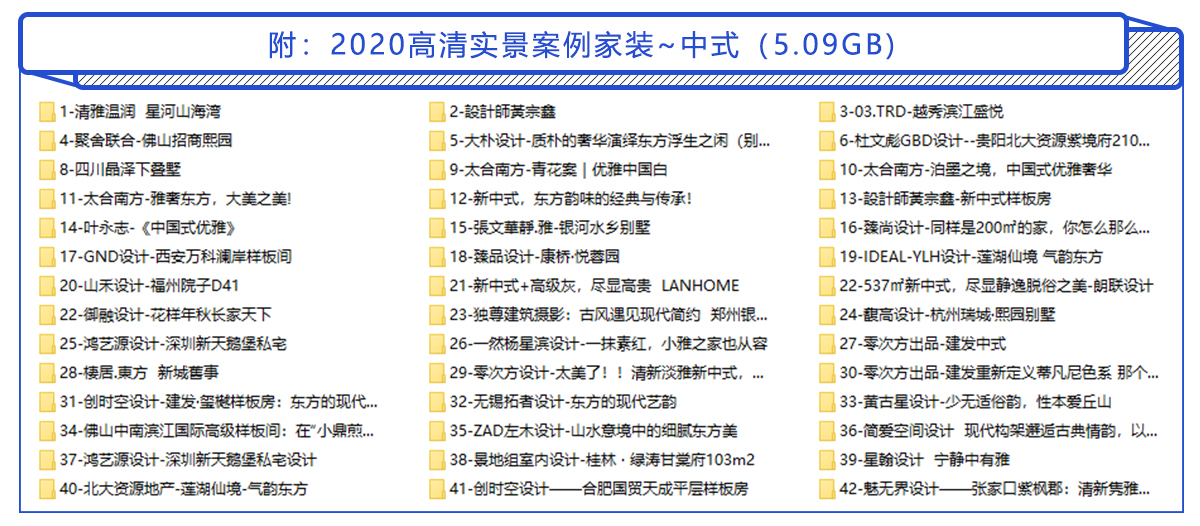 附：2020高清实景案例家装~中式（5.09GB）
1-清雅温润 星河山海湾
2-設計師黃宗鑫
3-03.TRD-越秀滨江盛悦
4-聚舍联合-佛山招商熙园
5-大朴设计-质朴的奢华演绎东方浮生之闲（别...
6-杜文彪GBD设计--贵阳北大资源紫境府210...
8-四川晶泽下叠墅
9-太合南方-青花案 | 优雅中国白
10-太合南方-泊墨之境，中国式优雅奢华
11-太合南方-雅奢东方，大美之美!
12-新中式，东方韵味的经典与传承!
13-設計師黃宗鑫-新中式样板房
14-叶永志-《中国式优雅》
15-張文華靜.雅-银河水乡别墅
16-臻尚设计-同样是200㎡的家，你怎么那么...
17-GND设计-西安万科澜岸样板间
18-臻品设计-康桥·悦蓉园
19-IDEAL-YLH设计-莲湖仙境 气韵东方
20-山禾设计-福州院子D41
21-新中式+高级灰，尽显高贵 LANHOME
22-537㎡新中式，尽显静逸脱俗之美-朗联设计
22-御融设计-花样年秋长家天下
23-独尊建筑摄影：古风遇见现代简约 郑州银...
24-馥高设计-杭州瑞城·熙园别墅
25-鸿艺源设计-深圳新天鹅堡私宅
26-一然杨星滨设计-一抹素红，小雅之家也从容
27-零次方出品-建发中式
28-棲居.東方 新城舊事
29-零次方设计-太美了！！清新淡雅新中式，...
30-零次方出品-建发重新定义蒂凡尼色系 那个...
31-创时空设计-建发·玺樾样板房：东方的现代...
32-无锡拓者设计-东方的现代艺韵
33-黄古星设计-少无适俗韵，性本爱丘山
34-佛山中南滨江国际高级样板间：在“小鼎煎...
35-ZAD左木设计-山水意境中的细腻东方美
36-简爱空间设计 现代构架邂逅古典情韵，以...
37-鸿艺源设计-深圳新天鹅堡私宅设计
38-景地组室内设计-桂林·绿涛甘棠府103m2
39-星翰设计 宁静中有雅
40-北大资源地产-莲湖仙境-气韵东方
41-创时空设计——合肥国贸天成平层样板房
42-魅无界设计——张家口紫枫郡：清新隽雅...